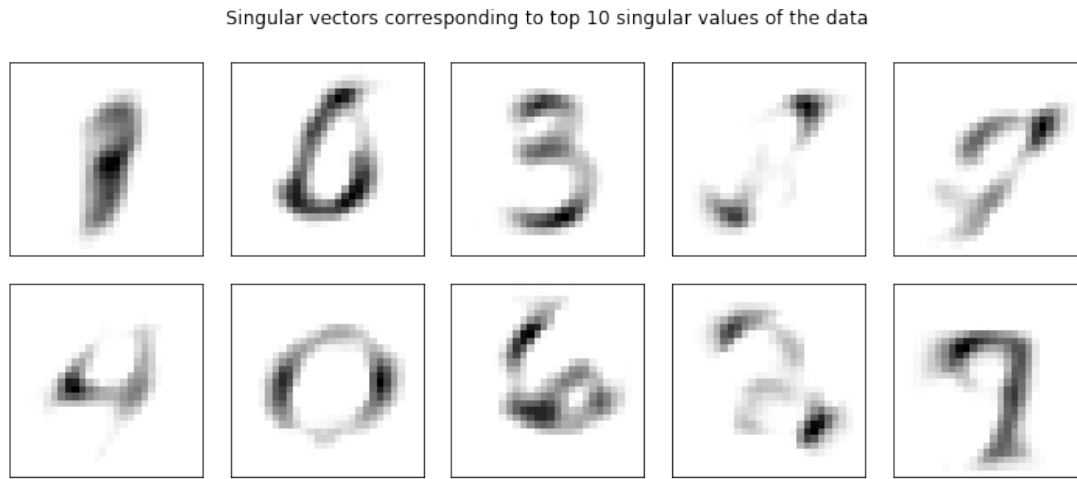 Singular vectors corresponding to top 10 singular values of the data